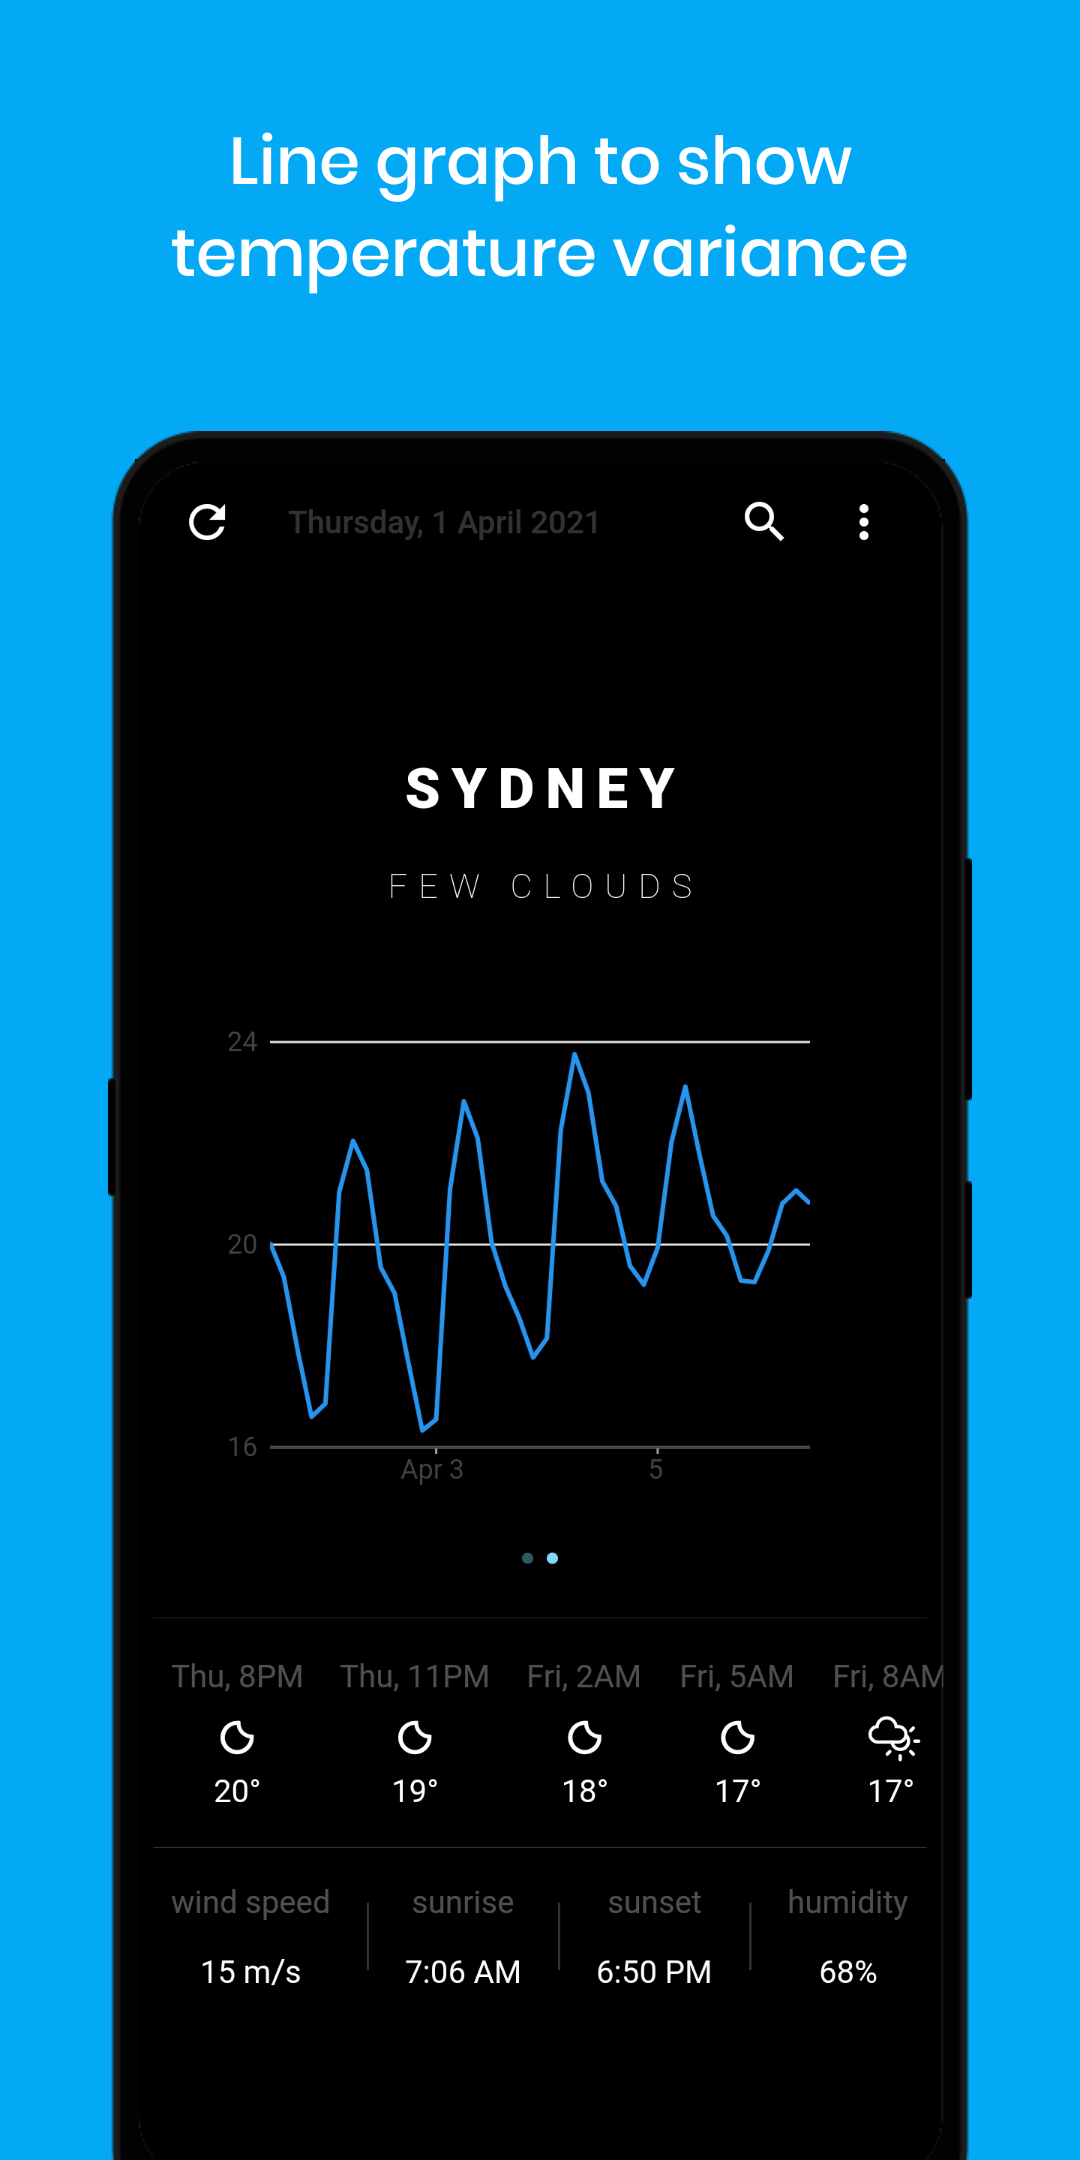 Line graph to show
temperature variance
Thursday, 1 April 2021
SYDNEY
FEW CLOUDS
24
20
16
Apr 3 5
Thu, 8PM Thu, 11PM Fri, 2AM Fri, 5AM Fri, 8AM
20° 19° 18° 17° 17°
wind speed sunrise sunset humidity
15 m/s 7:06 AM 6:50 PM 68%